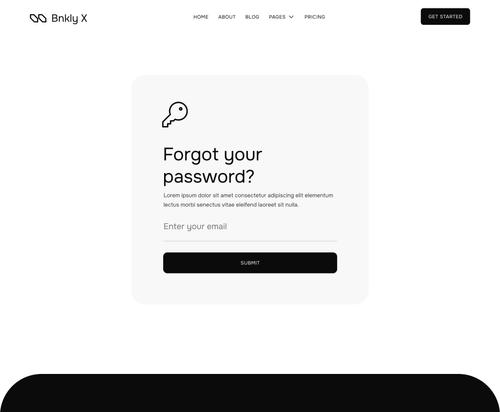 Bnkly X
HOME ABOUT BLOG PAGES PRICING
GET STARTED
Forgot your
password?
Lorem ipsum dolor sit amet consectetur adipiscing elit elementum
lectus morbi senectus vitae eleifend laoreet sit nulla.
Enter your email
SUBMIT